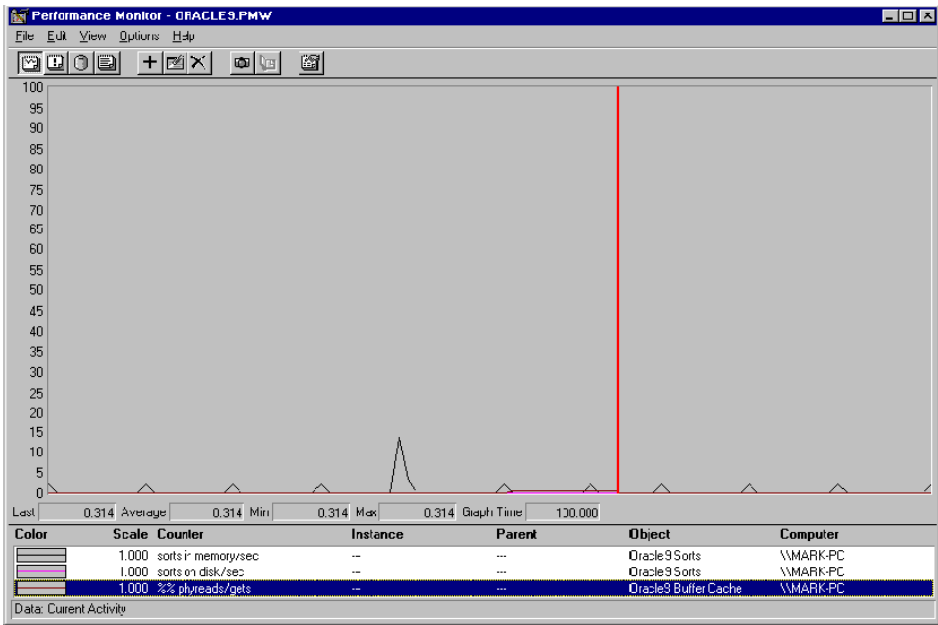 Performance Monitor - ORACLE9.PMW
File Edit View Options Help
100
95
90
85
80
75
70
65
60
55
50
45
40
35
30
25
20
15
10
5
0
Last 0.314 Average 0.314 Min 0.314 Max 0.314 Graph Time 100.000
Color Scale Counter Instance Parent Object Computer
1.000 sorts in memory/sec --- --- Oracle9 Sorts \\MARK-PC
1.000 sorts on disk/sec --- --- Oracle9 Sorts \\MARK-PC
1.000 %% phyreads/gets --- --- Oracle9 Buffer Cache \\MARK-PC
Data: Current Activity